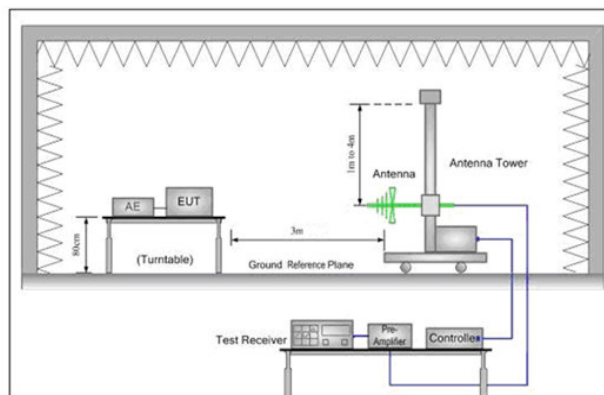 1m to 4m
Antenna
Antenna Tower
AE
EUT
80cm
(Turntable)
3m
Ground Reference Plane
Test Receiver
Pre-
Amplifier
Controller